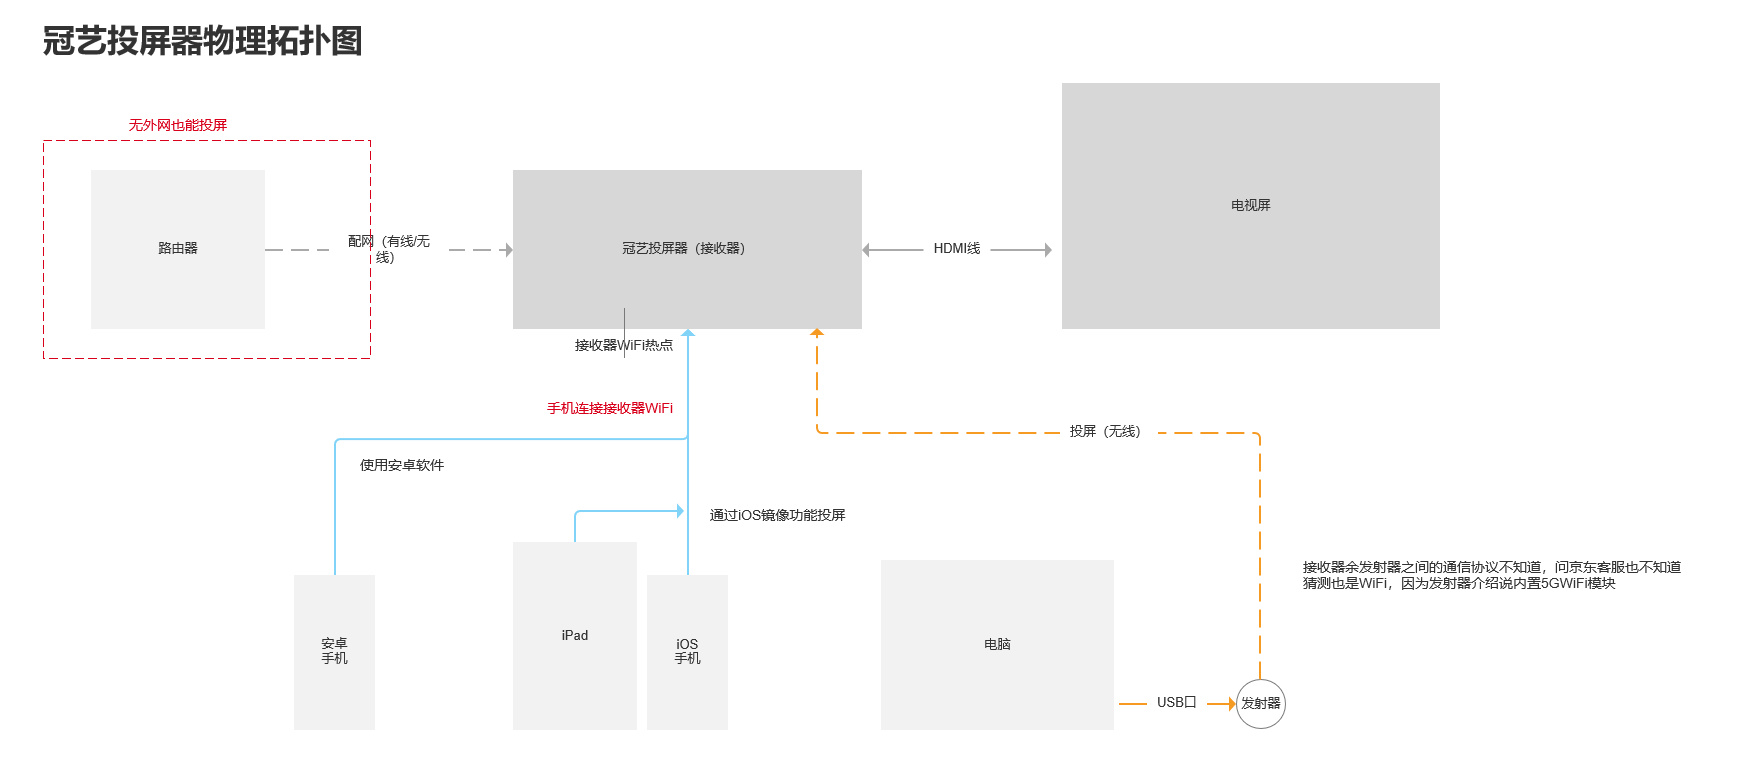 冠艺投屏器物理拓扑图
无外网也能投屏
路由器
配网（有线/无
线）
冠艺投屏器（接收器）
HDMI线
电视屏
接收器WiFi热点
手机连接接收器WiFi
投屏（无线）
使用安卓软件
通过iOS镜像功能投屏
接收器余发射器之间的通信协议不知道，问京东客服也不知道
猜测也是WiFi，因为发射器介绍说内置5GWiFi模块
安卓
手机
iPad
iOS
手机
电脑
USB口
发射器